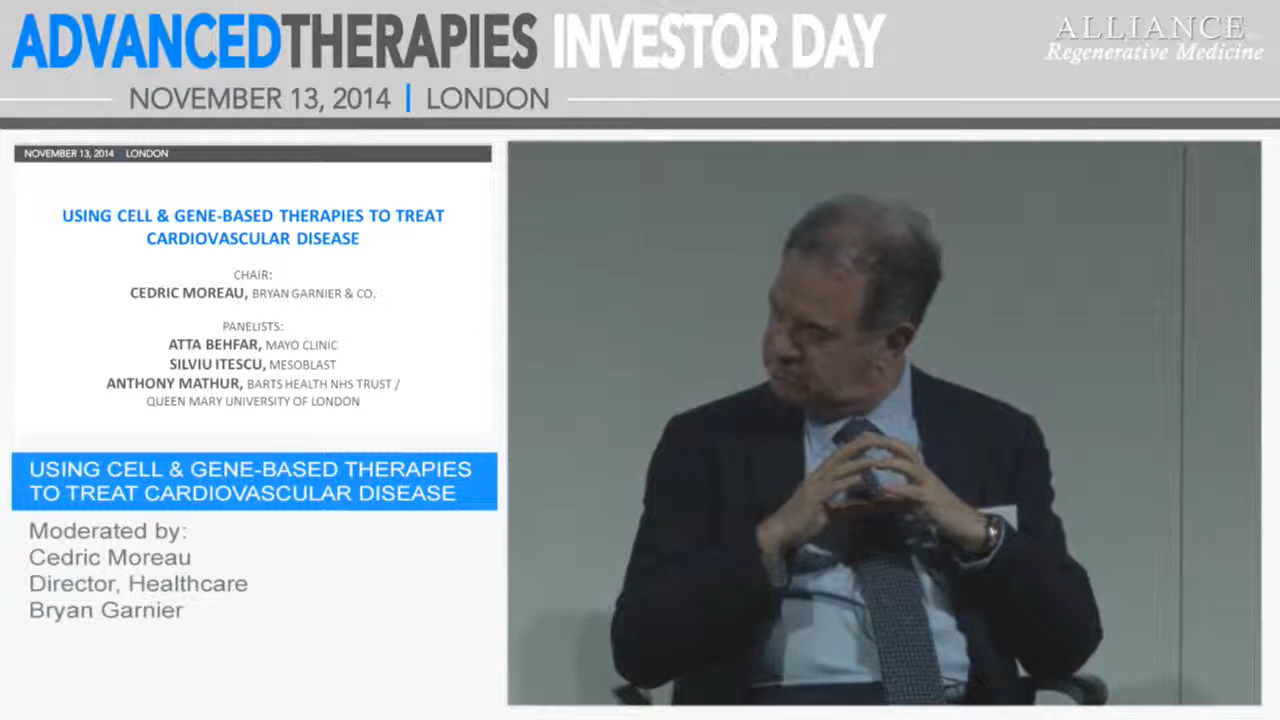 ADVANCEDTHERAPIES INVESTOR DAY
NOVEMBER 13, 2014 | LONDON
ALLIANCE
Regenerative Medicine
NOVEMBER 13, 2014 | LONDON
USING CELL & GENE-BASED THERAPIES TO TREAT
CARDIOVASCULAR DISEASE
CHAIR:
CEDRIC MOREAU, BRYAN GARNIER & CO.
PANELISTS:
ATTA BEHFAR, MAYO CLINIC
SILVIU ITESCU, MESOBLAST
ANTHONY MATHUR, BARTS HEALTH NHS TRUST /
QUEEN MARY UNIVERSITY OF LONDON
USING CELL & GENE-BASED THERAPIES
TO TREAT CARDIOVASCULAR DISEASE
Moderated by:
Cedric Moreau
Director, Healthcare
Bryan Garnier